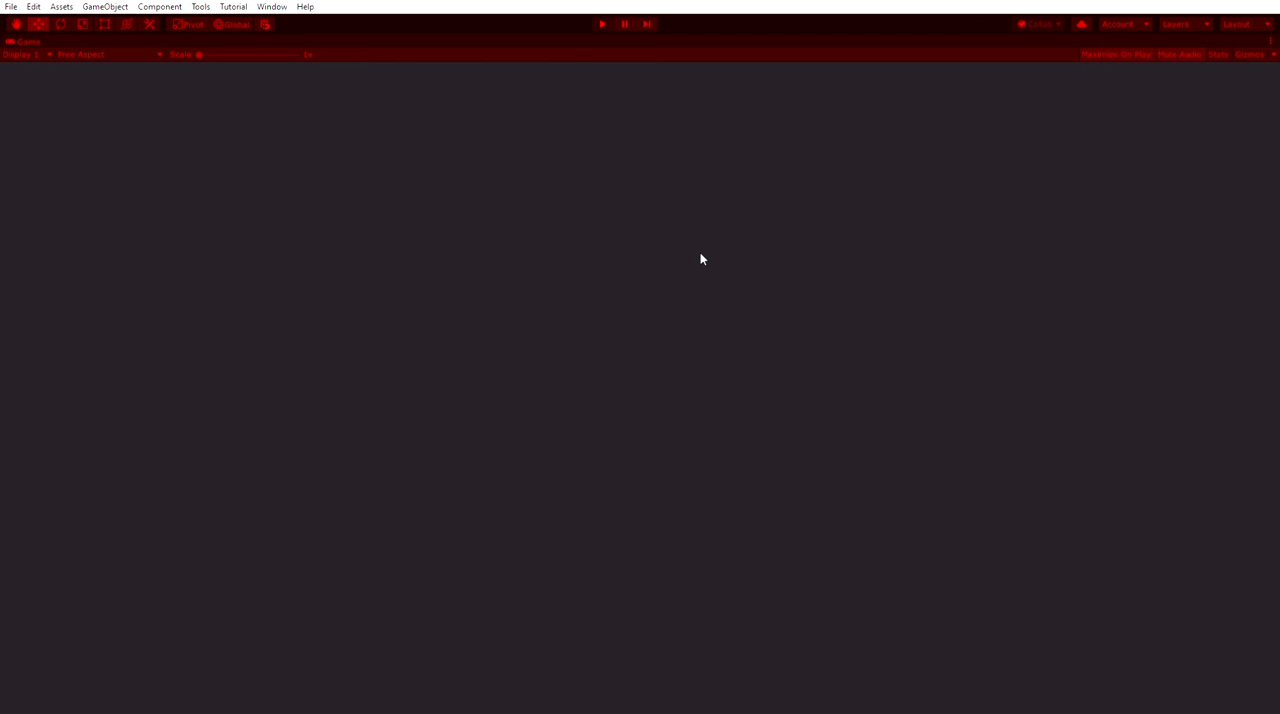 File Edit Assets GameObject Component Tools Tutorial Window Help
Pivot Global Collab Account Layers Layout
Game
Display 1 Free Aspect Scale 1x Maximize On Play Mute Audio Stats Gizmos